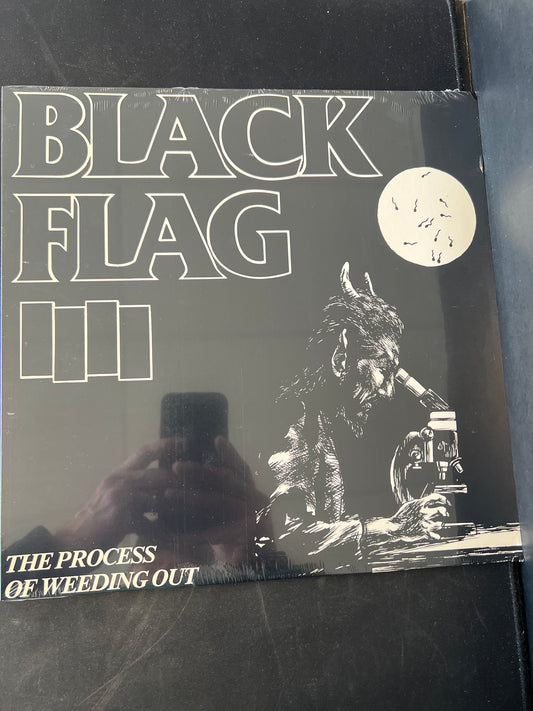 BLACK
FLAG
THE PROCESS
OF WEEDING OUT